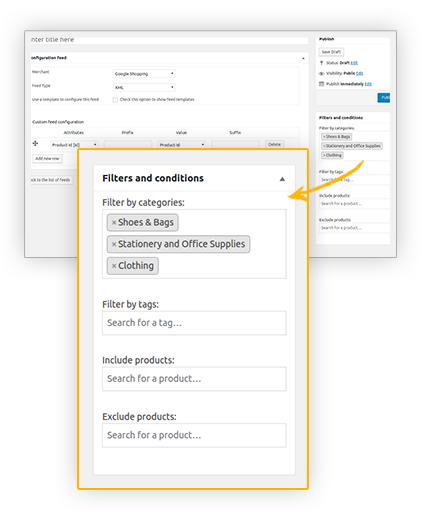 nter title here
onfiguration feed
Merchant
Google Shopping
Feed Type
XML
Use a template to configure this feed
Check this option to show feed templates
Custom feed configuration
Attributes Prefix Value Suffix
Product Id [id]
Product Id
Delete
Add new row
ck to the list of feeds
Publish
Save Draft
Status: Draft Edit
Visibility: Public Edit
Publish Immediately Edit
Publ
Filters and conditions
Filter by categories:
× Shoes & Bags
× Stationery and Office Supplies
× Clothing
Filter by tags:
Search for a tag...
Include products:
Search for a product...
Exclude products:
Search for a product...
Filters and conditions
Filter by categories:
× Shoes & Bags
× Stationery and Office Supplies
× Clothing
Filter by tags:
Search for a tag...
Include products:
Search for a product...
Exclude products:
Search for a product...